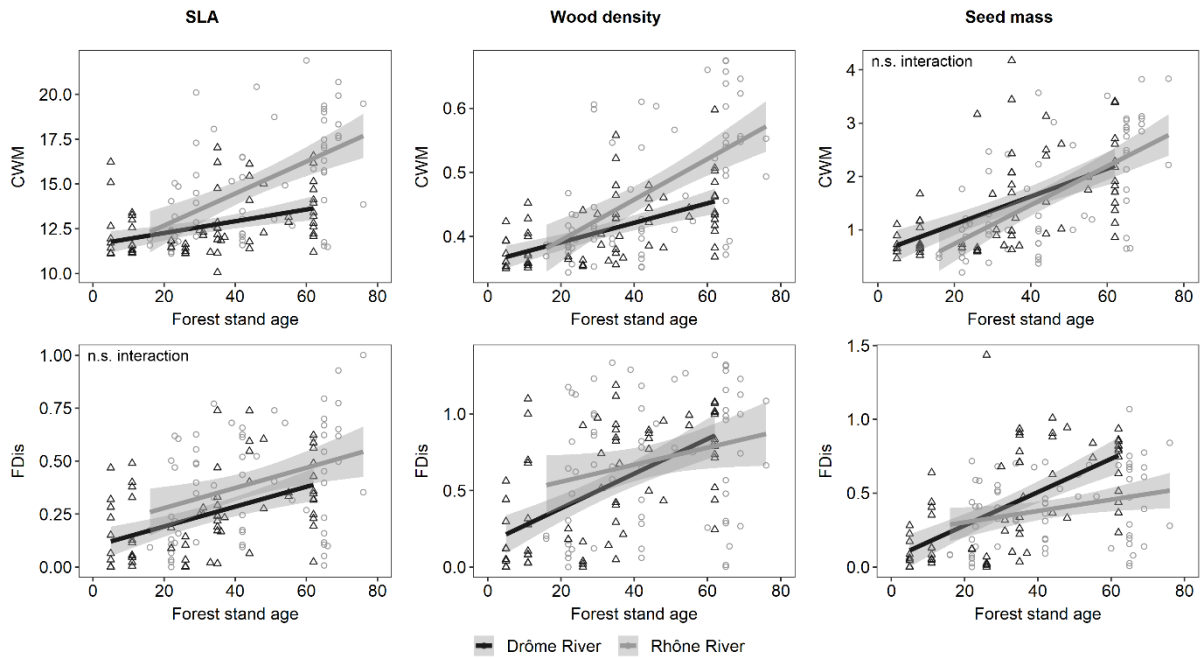 SLA
Wood density
Seed mass
CWM
20.0
17.5
15.0
12.5
10.0
0 20 40 60 80
Forest stand age
CWM
0.6
0.5
0.4
0 20 40 60 80
Forest stand age
n.s. interaction
CWM
4
3
2
1
0 20 40 60 80
Forest stand age
n.s. interaction
FDis
1.00
0.75
0.50
0.25
0.00
0 20 40 60 80
Forest stand age
FDis
1.0
0.5
0.0
0 20 40 60 80
Forest stand age
FDis
1.5
1.0
0.5
0.0
0 20 40 60 80
Forest stand age
Drôme River Rhône River